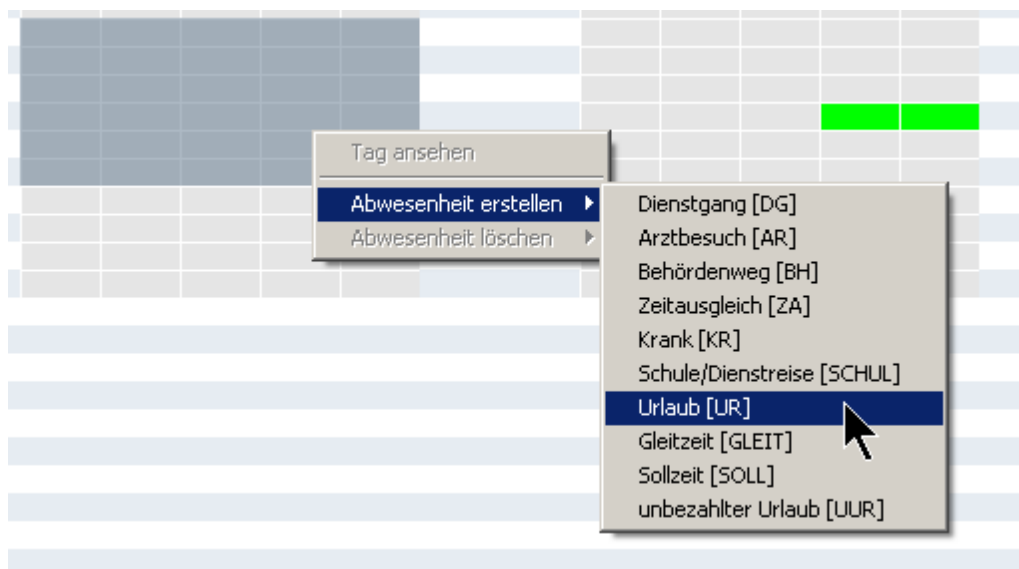 Tag ansehen
Abwesenheit erstellen
Abwesenheit löschen
Dienstgang [DG]
Arztbesuch [AR]
Behördenweg [BH]
Zeitausgleich [ZA]
Krank [KR]
Schule/Dienstreise [SCHUL]
Urlaub [UR]
Gleitzeit [GLEIT]
Sollzeit [SOLL]
unbezahlter Urlaub [UUR]